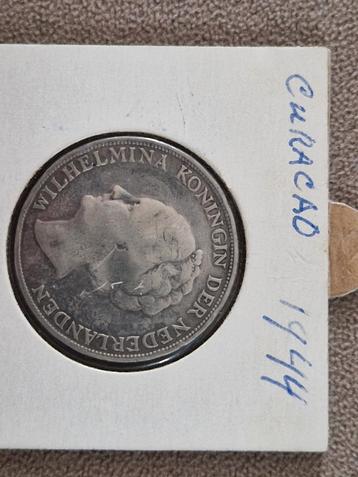 CURACAO 1944
WILHELMINA KONINGIN DER NEDERLANDEN